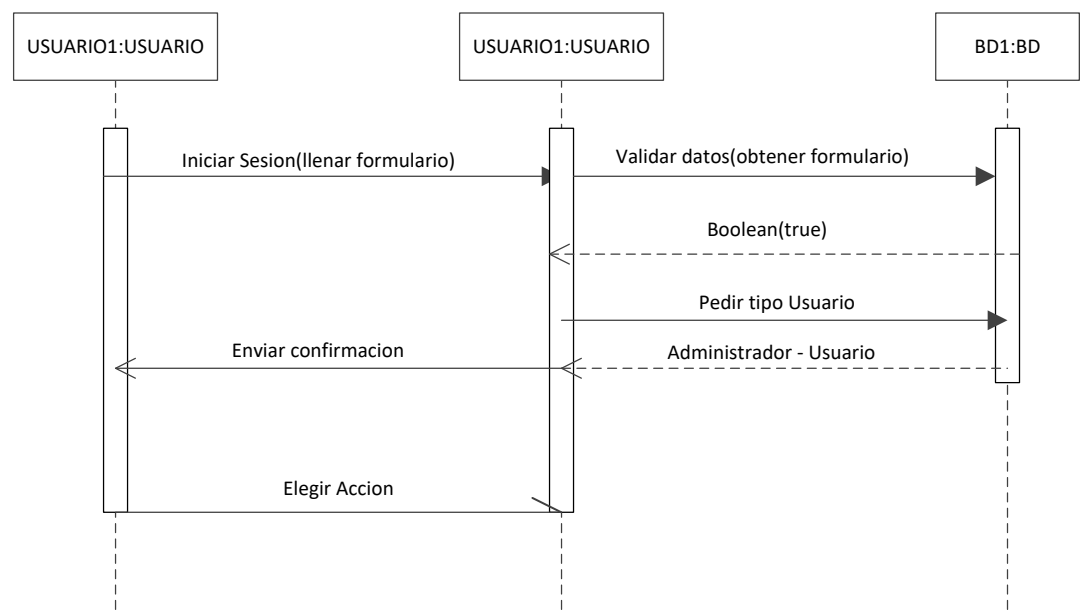 USUARIO1:USUARIO
USUARIO1:USUARIO
BD1:BD
Iniciar Sesion(llenar formulario)
Validar datos(obtener formulario)
Boolean(true)
Pedir tipo Usuario
Enviar confirmacion
Administrador - Usuario
Elegir Accion